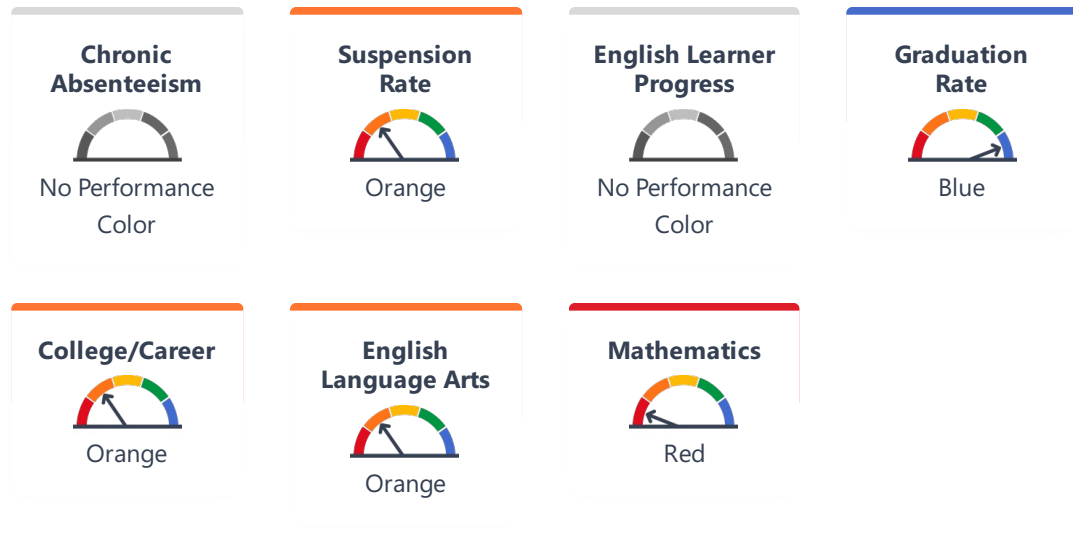 Chronic
Absenteeism
No Performance
Color
Suspension
Rate
Orange
English Learner
Progress
No Performance
Color
Graduation
Rate
Blue
College/Career
Orange
English
Language Arts
Orange
Mathematics
Red